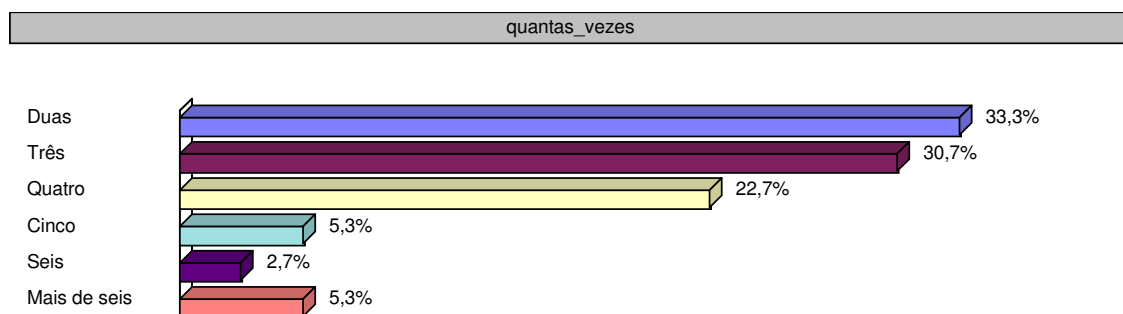 quantas_vezes
Duas 33,3%
Três 30,7%
Quatro 22,7%
Cinco 5,3%
Seis 2,7%
Mais de seis 5,3%